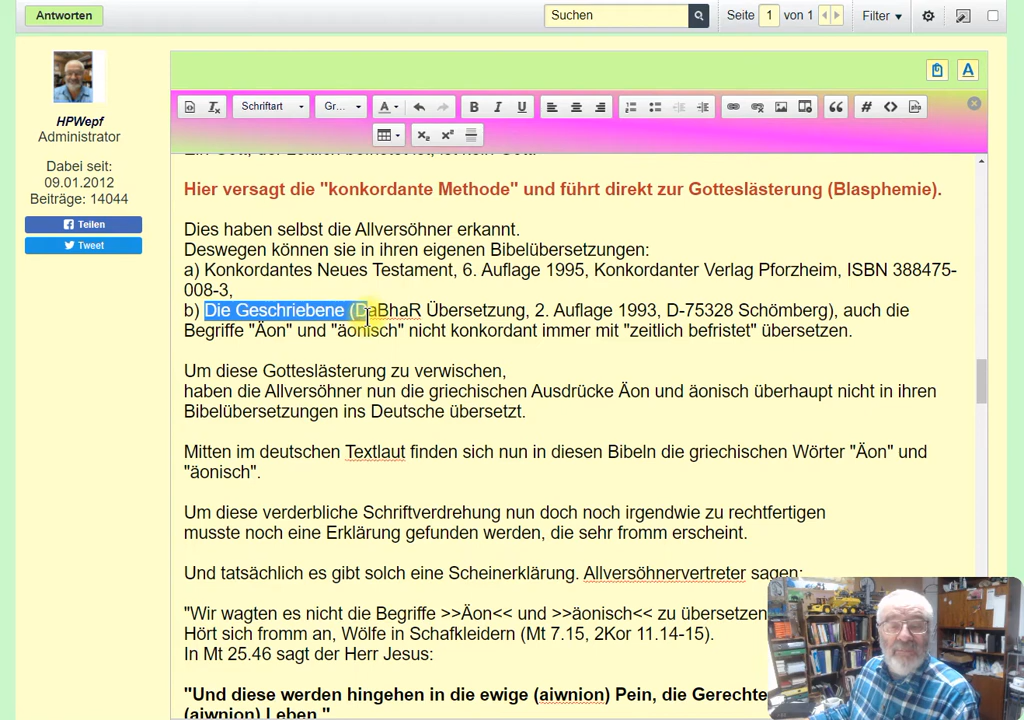 Antworten
Suchen
Seite 1 von 1
Filter
HPWepf
Administrator
Dabei seit:
09.01.2012
Beiträge: 14044
Teilen
Tweet
Schriftart
Gr...
Hier versagt die "konkordante Methode" und führt direkt zur Gotteslästerung (Blasphemie).
Dies haben selbst die Allversöhner erkannt.
Deswegen können sie in ihren eigenen Bibelübersetzungen:
a) Konkordantes Neues Testament, 6. Auflage 1995, Konkordanter Verlag Pforzheim, ISBN 388475-
008-3,
b) Die Geschriebene (DaBhaR Übersetzung, 2. Auflage 1993, D-75328 Schömberg), auch die
Begriffe "Äon" und "äonisch" nicht konkordant immer mit "zeitlich befristet" übersetzen.
Um diese Gotteslästerung zu verwischen,
haben die Allversöhner nun die griechischen Ausdrücke Äon und äonisch überhaupt nicht in ihren
Bibelübersetzungen ins Deutsche übersetzt.
Mitten im deutschen Textlaut finden sich nun in diesen Bibeln die griechischen Wörter "Äon" und
"äonisch".
Um diese verderbliche Schriftverdrehung nun doch noch irgendwie zu rechtfertigen
musste noch eine Erklärung gefunden werden, die sehr fromm erscheint.
Und tatsächlich es gibt solch eine Scheinerklärung. Allversöhnervertreter sagen:
"Wir wagten es nicht die Begriffe >>Äon<< und >>äonisch<< zu übersetzen
Hört sich fromm an, Wölfe in Schafkleidern (Mt 7.15, 2Kor 11.14-15).
In Mt 25.46 sagt der Herr Jesus:
"Und diese werden hingehen in die ewige (aiwnion) Pein, die Gerechte
(aiwnion) Leben."